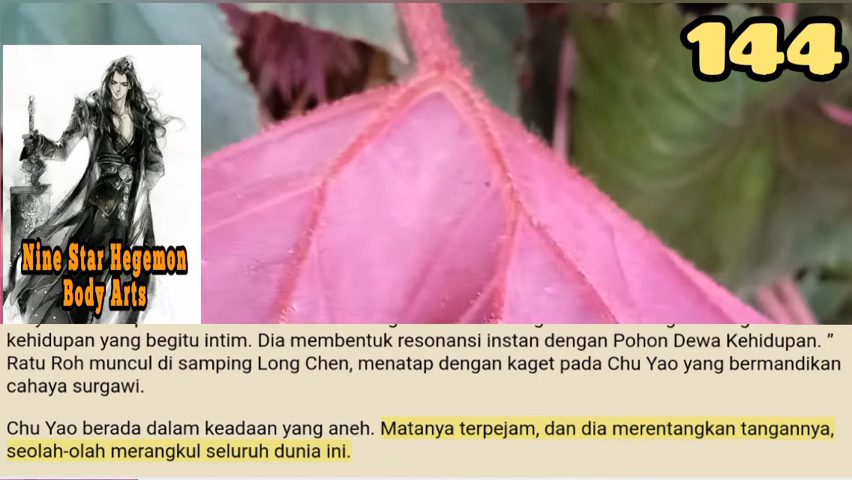 144
Nine Star Hegemon
Body Arts
kehidupan yang begitu intim. Dia membentuk resonansi instan dengan Pohon Dewa Kehidupan. ”
Ratu Roh muncul di samping Long Chen, menatap dengan kaget pada Chu Yao yang bermandikan
cahaya surgawi.
Chu Yao berada dalam keadaan yang aneh. Matanya terpejam, dan dia merentangkan tangannya,
seolah-olah merangkul seluruh dunia ini.